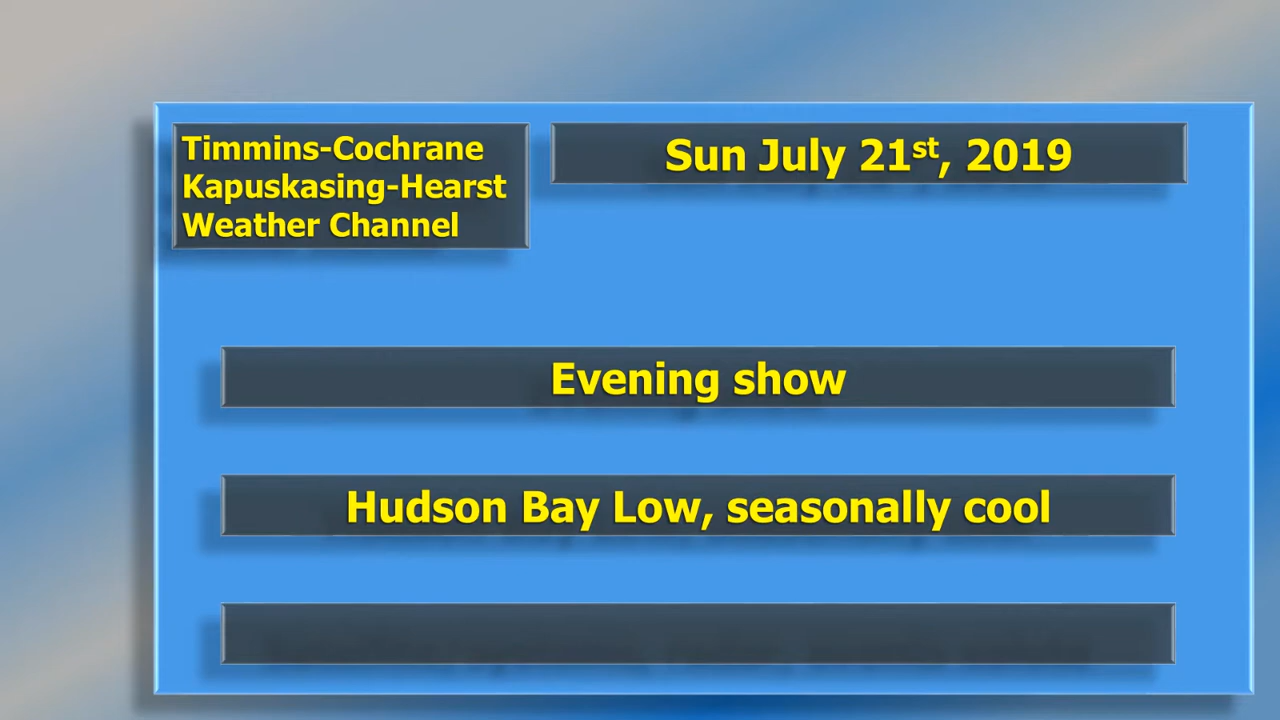 Timmins-Cochrane
Kapuskasing-Hearst
Weather Channel
Sun July 21st, 2019
Evening show
Hudson Bay Low, seasonally cool